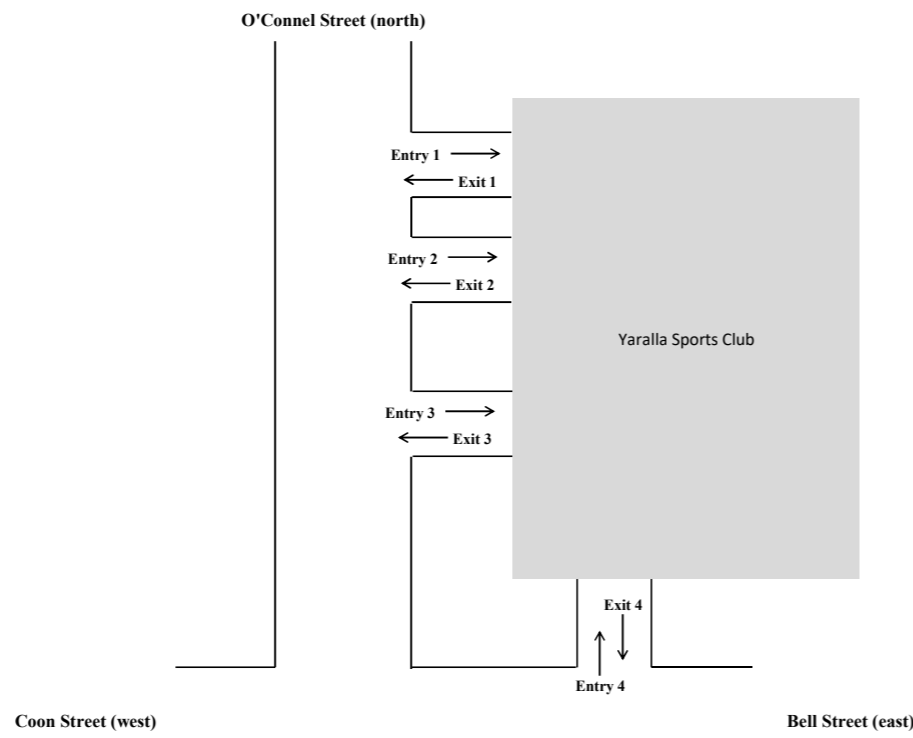 O'Connel Street (north)
Entry 1
Exit 1
Entry 2
Exit 2
Yaralla Sports Club
Entry 3
Exit 3
Exit 4
Entry 4
Coon Street (west)
Bell Street (east)